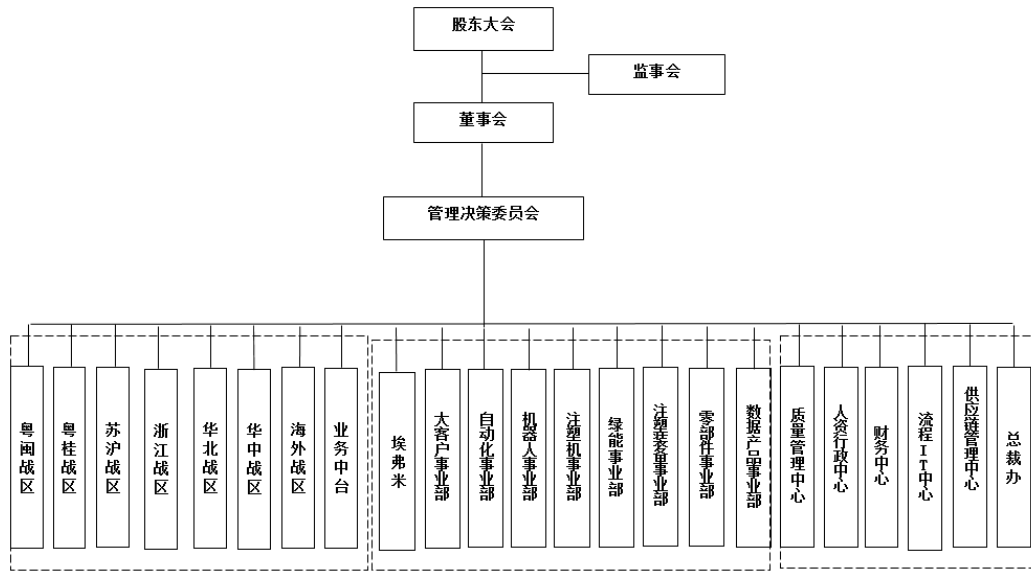 股东大会
监事会
董事会
管理决策委员会
粤闽战区
粤桂战区
苏沪战区
浙江战区
华北战区
华中战区
海外战区
业务中台
埃弗米
大客户事业部
自动化事业部
机器人事业部
注塑机事业部
绿能事业部
注塑装备事业部
零部件事业部
数据产品事业部
质量管理中心
人资行政中心
财务中心
流程IT中心
供应链管理中心
总裁办